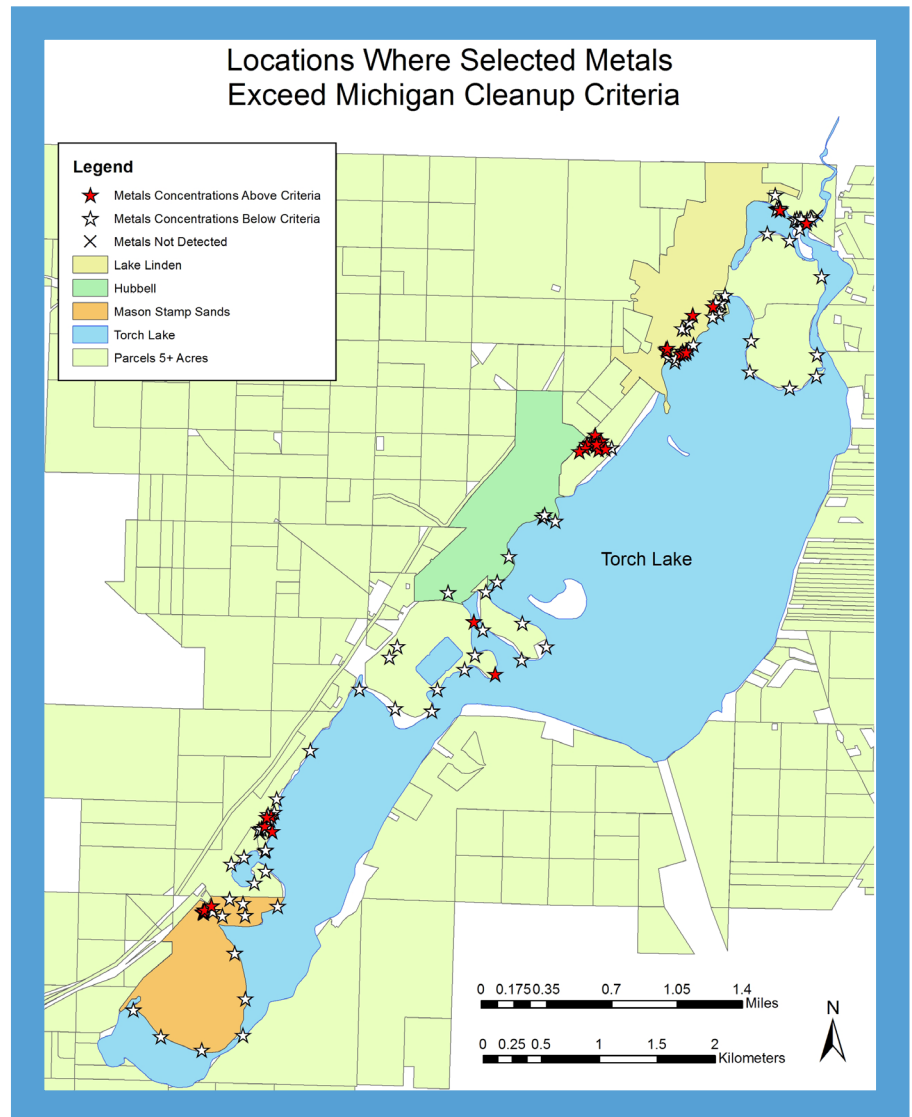 Locations Where Selected Metals
Exceed Michigan Cleanup Criteria
Legend
Metals Concentrations Above Criteria
Metals Concentrations Below Criteria
Metals Not Detected
Lake Linden
Hubbell
Mason Stamp Sands
Torch Lake
Parcels 5+ Acres
Torch Lake
0 0.175 0.35 0.7 1.05 1.4
Miles
N
0 0.25 0.5 1 1.5 2
Kilometers